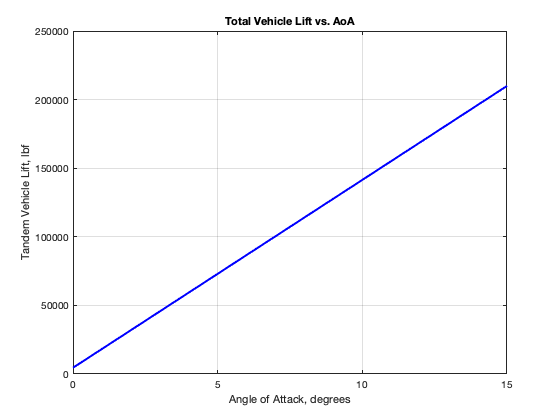 Total Vehicle Lift vs. AoA
250000
200000
150000
100000
50000
0
Tandem Vehicle Lift, lbf
0 5 10 15
Angle of Attack, degrees